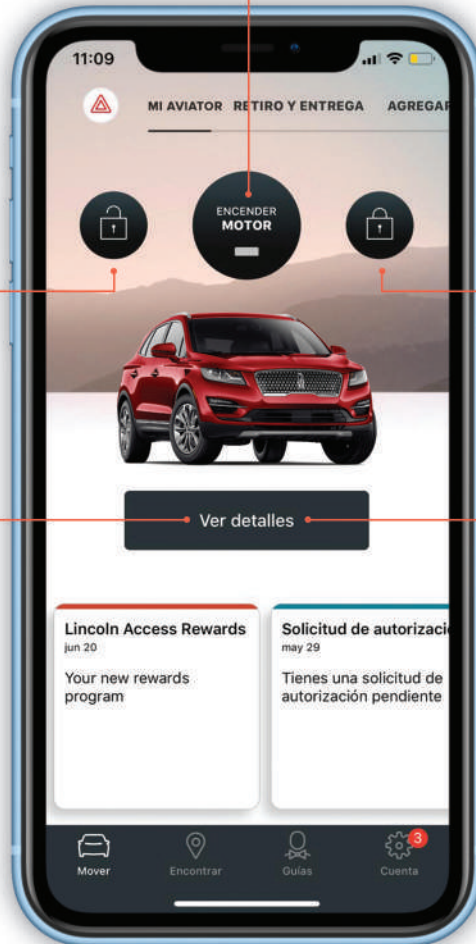 11:09
MI AVIATOR RETIRO Y ENTREGA AGREGAR
ENCENDER
MOTOR
Ver detalles
Lincoln Access Rewards
jun 20
Your new rewards
program
Solicitud de autorizació
may 29
Tienes una solicitud de
autorización pendiente
3
Mover Encontrar Guías Cuenta